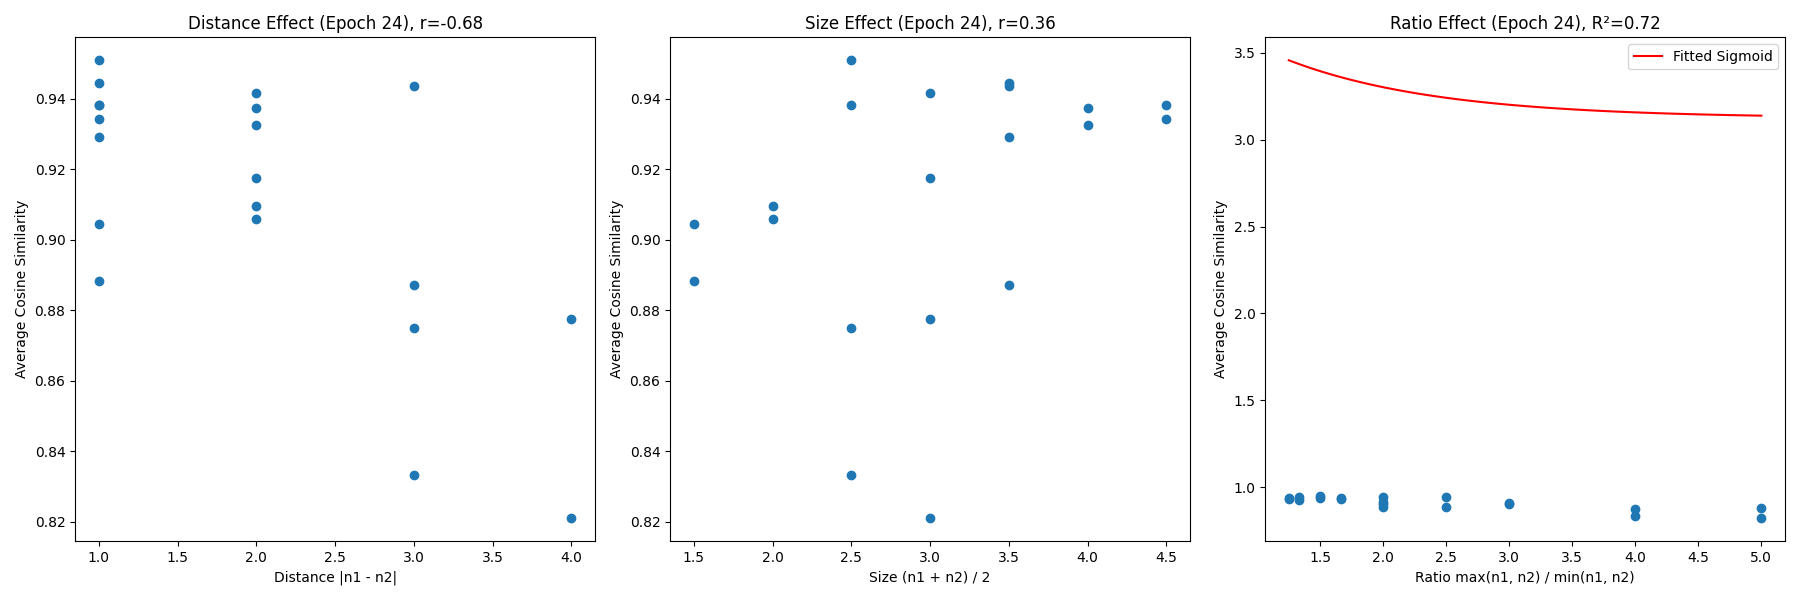 Distance Effect (Epoch 24), r=-0.68
0.94
0.92
0.90
0.88
0.86
0.84
0.82
Average Cosine Similarity
1.0 1.5 2.0 2.5 3.0 3.5 4.0
Distance |n1 - n2|
Size Effect (Epoch 24), r=0.36
0.94
0.92
0.90
0.88
0.86
0.84
0.82
Average Cosine Similarity
1.5 2.0 2.5 3.0 3.5 4.0 4.5
Size (n1 + n2) / 2
Ratio Effect (Epoch 24), R²=0.72
Fitted Sigmoid
3.5
3.0
2.5
2.0
1.5
1.0
Average Cosine Similarity
1.5 2.0 2.5 3.0 3.5 4.0 4.5 5.0
Ratio max(n1, n2) / min(n1, n2)